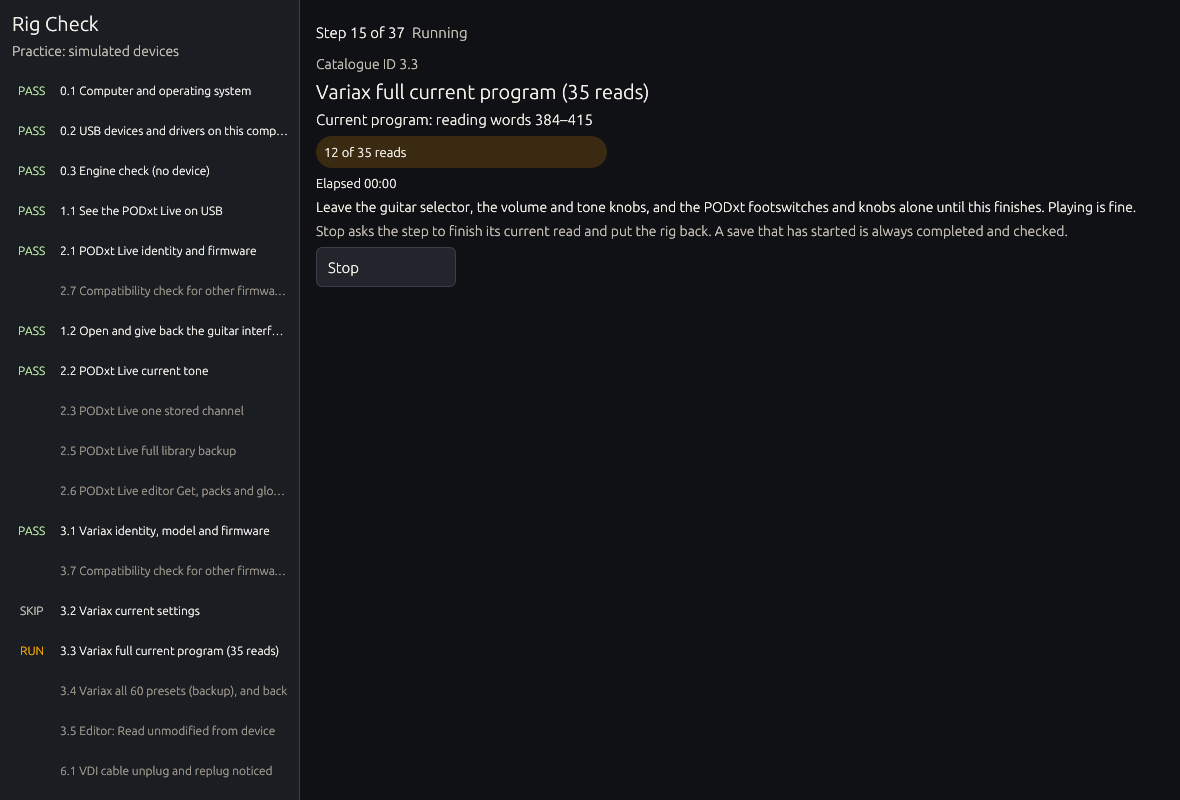 Rig Check
Practice: simulated devices
PASS 0.1 Computer and operating system
PASS 0.2 USB devices and drivers on this comp…
PASS 0.3 Engine check (no device)
PASS 1.1 See the PODxt Live on USB
PASS 2.1 PODxt Live identity and firmware
2.7 Compatibility check for other firmwa…
PASS 1.2 Open and give back the guitar interf…
PASS 2.2 PODxt Live current tone
2.3 PODxt Live one stored channel
2.5 PODxt Live full library backup
2.6 PODxt Live editor Get, packs and glo…
PASS 3.1 Variax identity, model and firmware
3.7 Compatibility check for other firmwa…
SKIP 3.2 Variax current settings
RUN 3.3 Variax full current program (35 reads)
3.4 Variax all 60 presets (backup), and back
3.5 Editor: Read unmodified from device
6.1 VDI cable unplug and replug noticed
Step 15 of 37 Running
Catalogue ID 3.3
Variax full current program (35 reads)
Current program: reading words 384–415
12 of 35 reads
Elapsed 00:00
Leave the guitar selector, the volume and tone knobs, and the PODxt footswitches and knobs alone until this finishes. Playing is fine.
Stop asks the step to finish its current read and put the rig back. A save that has started is always completed and checked.
Stop